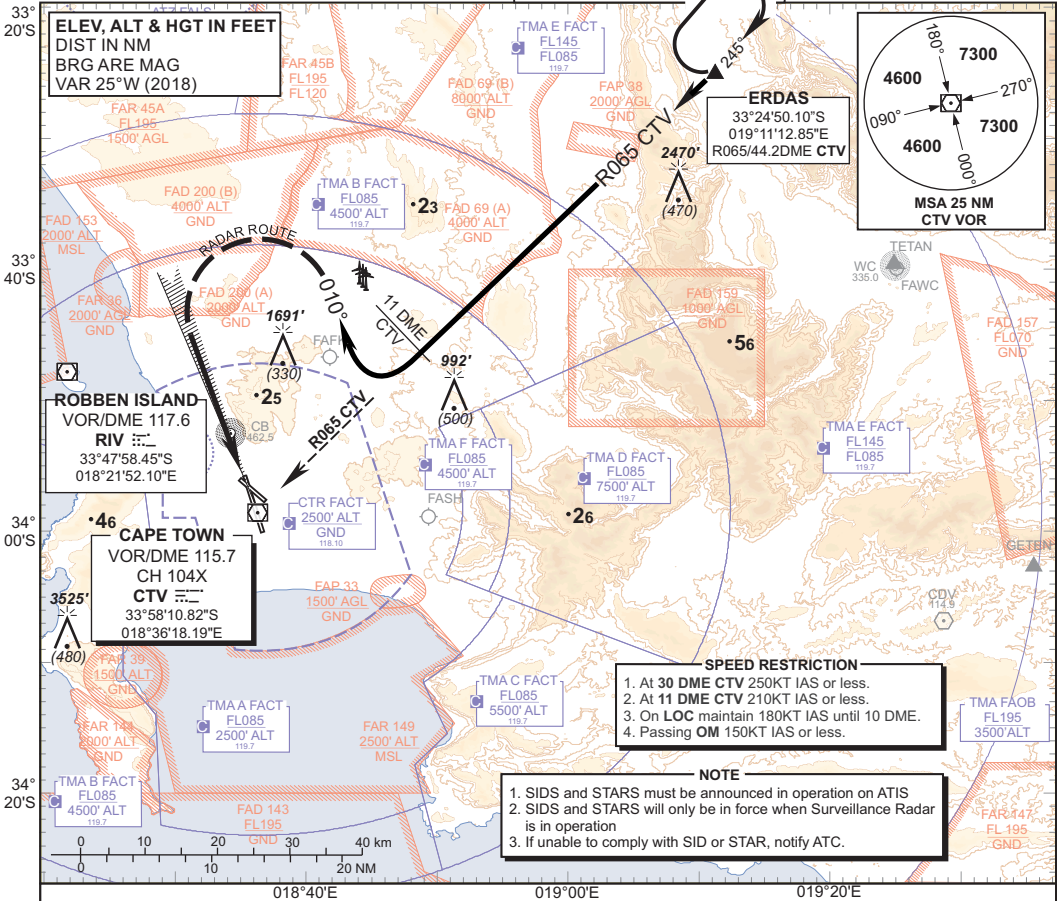 33°
20'S
ELEV, ALT & HGT IN FEET
DIST IN NM
BRG ARE MAG
VAR 25°W (2018)
FAR 45B
FL195
FL120
FAR 45A
FL195
1500' AGL
TMA E FACT
FL145
FL085
119.7
C
FAD 69 (B)
8000' ALT
GND
FAP 38
2000' AGL
GND
245°
ERDAS
33°24'50.10"S
019°11'12.85"E
R065/44.2DME CTV
180°
7300
4600
270°
090°
7300
4600
000°
MSA 25 NM
CTV VOR
R065 CTV
2470'
(470)
TMA B FACT
FL085
4500' ALT
119.7
C
23
FAD 69 (A)
4000' ALT
GND
FAD 200 (B)
4000' ALT
GND
FAD 153
2000' ALT
MSL
RADAR ROUTE
33°
40'S
FAR 36
2000' AGL
GND
FAD 200 (A)
2000' ALT
GND
010°
11 DME
CTV
1691'
(330)
992'
(500)
TETAN
WC
335.0
FAWC
FAD 159
1000' AGL
GND
56
FAD 157
FL070
GND
ROBBEN ISLAND
VOR/DME 117.6
RIV
33°47'58.45"S
018°21'52.10"E
25
CB
462.5
R065 CTV
TMA F FACT
FL085
4500' ALT
119.7
C
FASH
TMA D FACT
FL085
7500' ALT
119.7
C
26
TMA E FACT
FL145
FL085
119.7
C
CTR FACT
2500' ALT
GND
118.10
C
34°
00'S
46
CAPE TOWN
VOR/DME 115.7
CH 104X
CTV
33°58'10.82"S
018°36'18.19"E
3525'
(480)
FAP 33
1500' AGL
GND
GETEN
CDV
114.9
FAR 39
1500' ALT
GND
FAR 144
2000' ALT
GND
TMA A FACT
FL085
2500' ALT
119.7
C
FAR 149
2500' ALT
MSL
TMA C FACT
FL085
5500' ALT
119.7
C
SPEED RESTRICTION
1. At 30 DME CTV 250KT IAS or less.
2. At 11 DME CTV 210KT IAS or less.
3. On LOC maintain 180KT IAS until 10 DME.
4. Passing OM 150KT IAS or less.
TMA FAOB
FL195
3500'ALT
34°
20'S
TMA B FACT
FL085
4500' ALT
119.7
C
FAD 143
FL195
GND
NOTE
1. SIDS and STARS must be announced in operation on ATIS
2. SIDS and STARS will only be in force when Surveillance Radar
is in operation
3. If unable to comply with SID or STAR, notify ATC.
FAR 147
FL 195
GND
0 10 20 30 40 km
0 10 20 NM
018°40'E
019°00'E
019°20'E